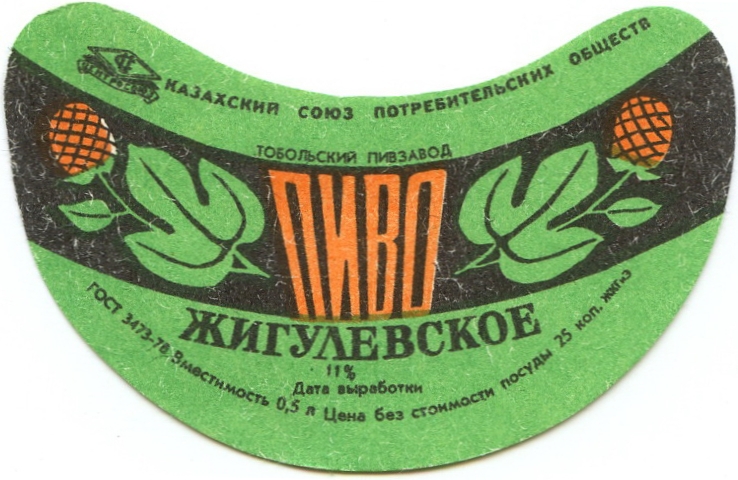 ЦЕНТРОСОЮЗ
КАЗАХСКИЙ СОЮЗ ПОТРЕБИТЕЛЬСКИХ ОБЩЕСТВ
ТОБОЛЬСКИЙ ПИВЗАВОД
ПИВО
ЖИГУЛЕВСКОЕ
11%
Дата выработки
ГОСТ 3473-78 Вместимость 0,5 л Цена без стоимости посуды 25 коп.